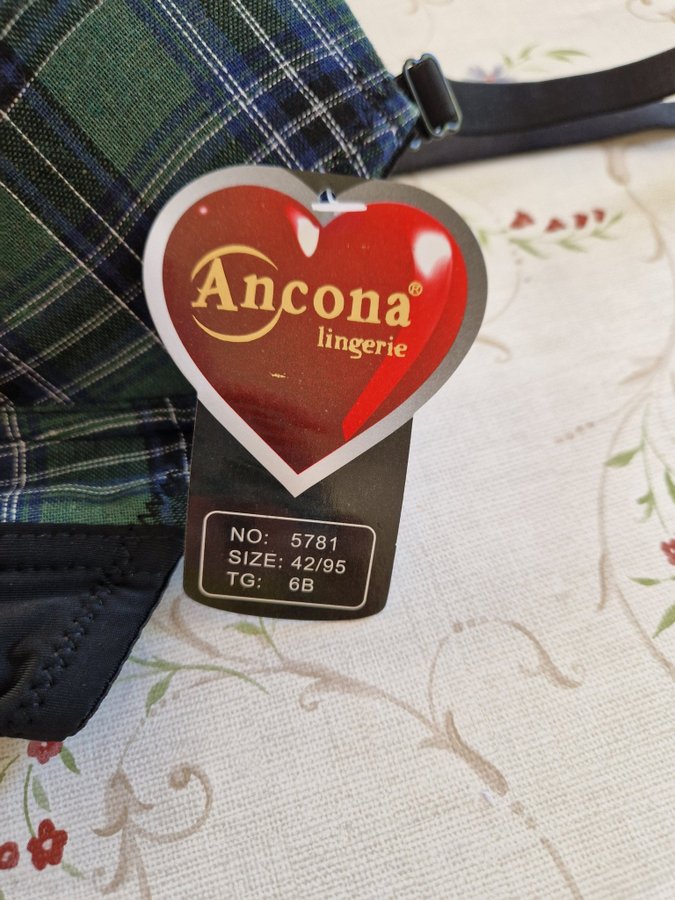 Ancona®
lingerie
NO: 5781
SIZE: 42/95
TG: 6B